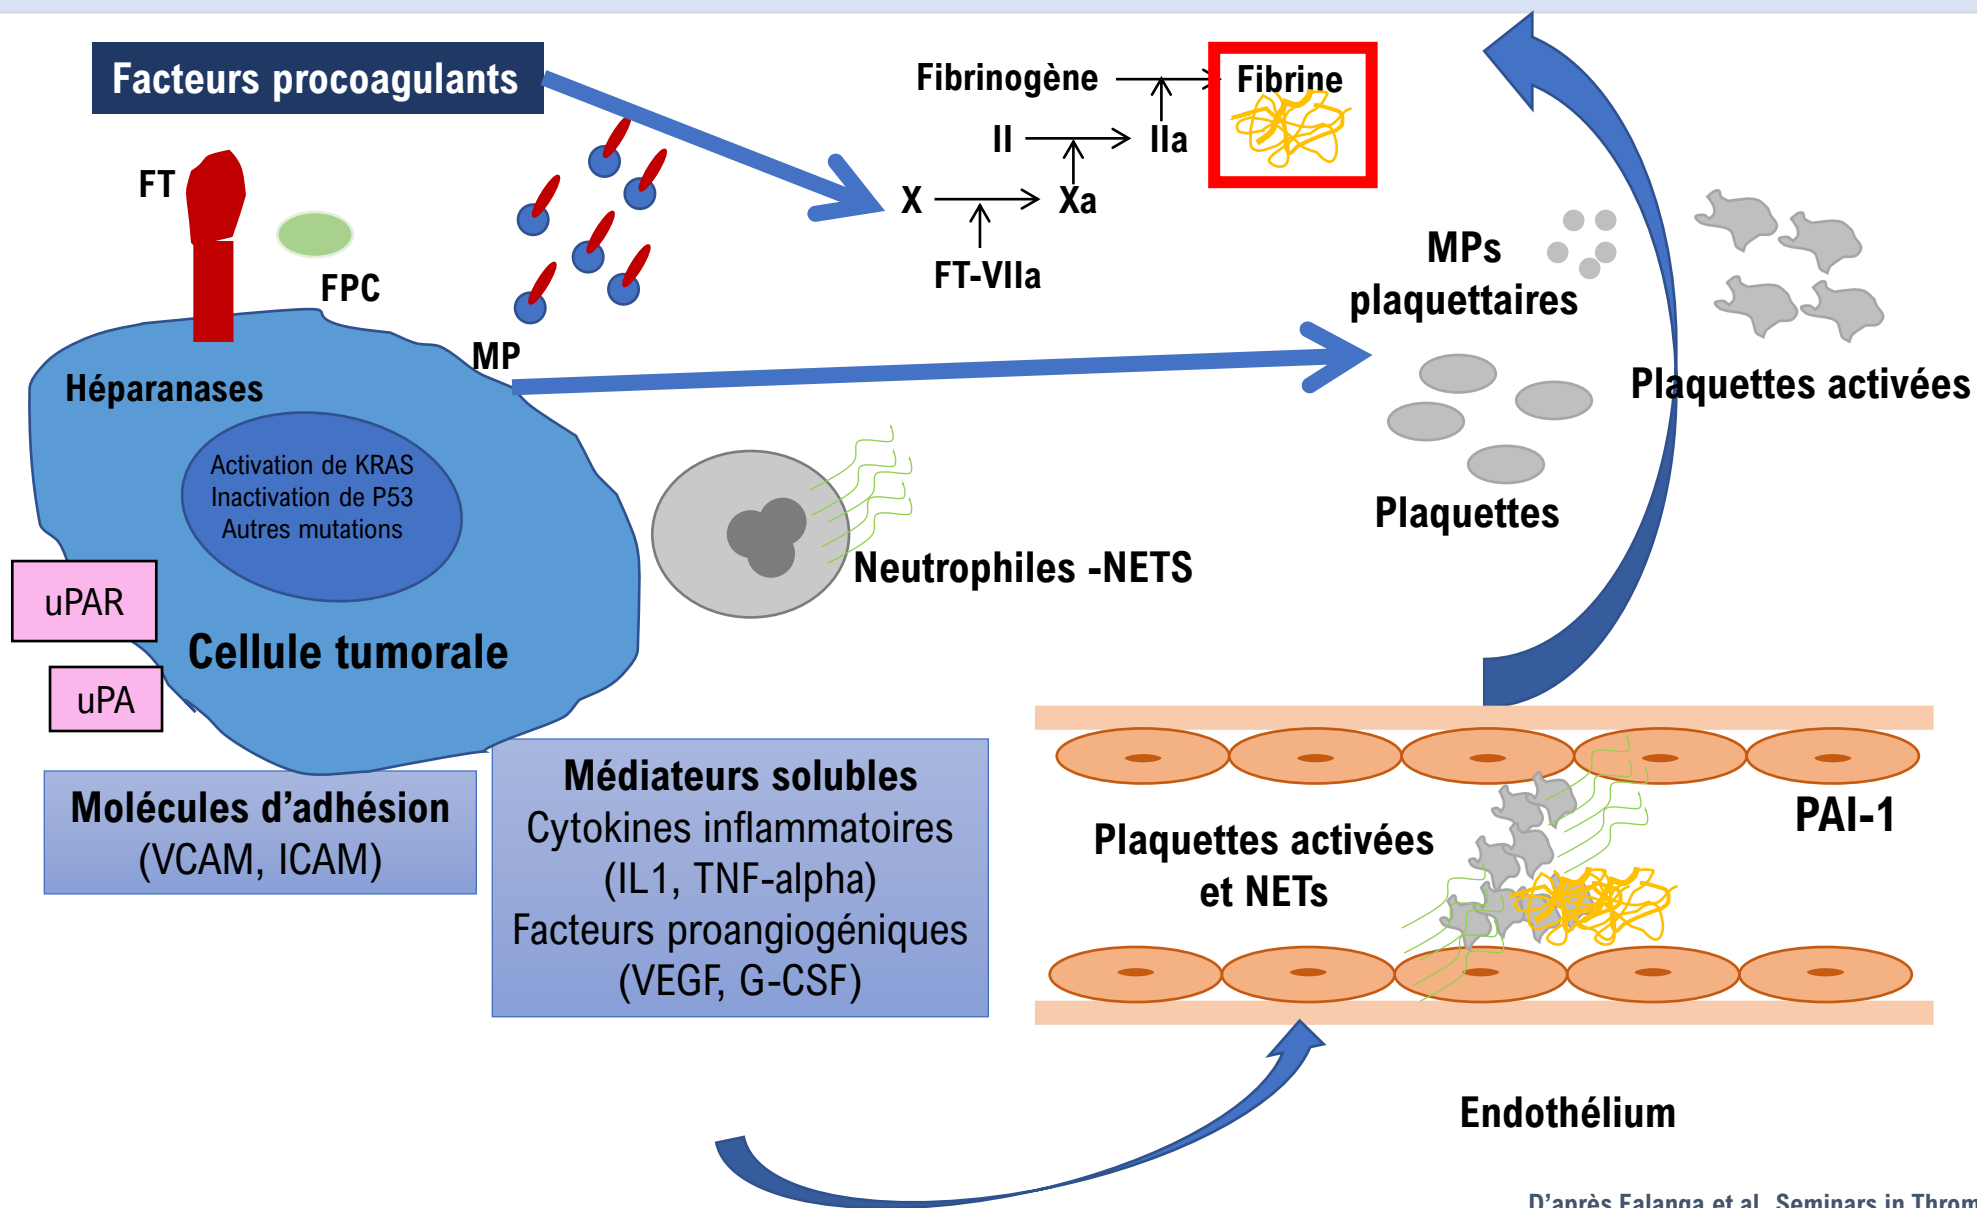 Facteurs procoagulants
Fibrinogène
Fibrine
II
IIa
X
Xa
FT-VIIa
FT
FPC
MP
Héparanases
Activation de KRAS
Inactivation de P53
Autres mutations
uPAR
uPA
Cellule tumorale
Neutrophiles -NETS
MPs
plaquettaires
Plaquettes activées
Plaquettes
Molécules d’adhésion
(VCAM, ICAM)
Médiateurs solubles
Cytokines inflammatoires
(IL1, TNF-alpha)
Facteurs proangiogéniques
(VEGF, G-CSF)
Plaquettes activées
et NETs
PAI-1
Endothélium
D’après Falanga et al. Seminars in Throm